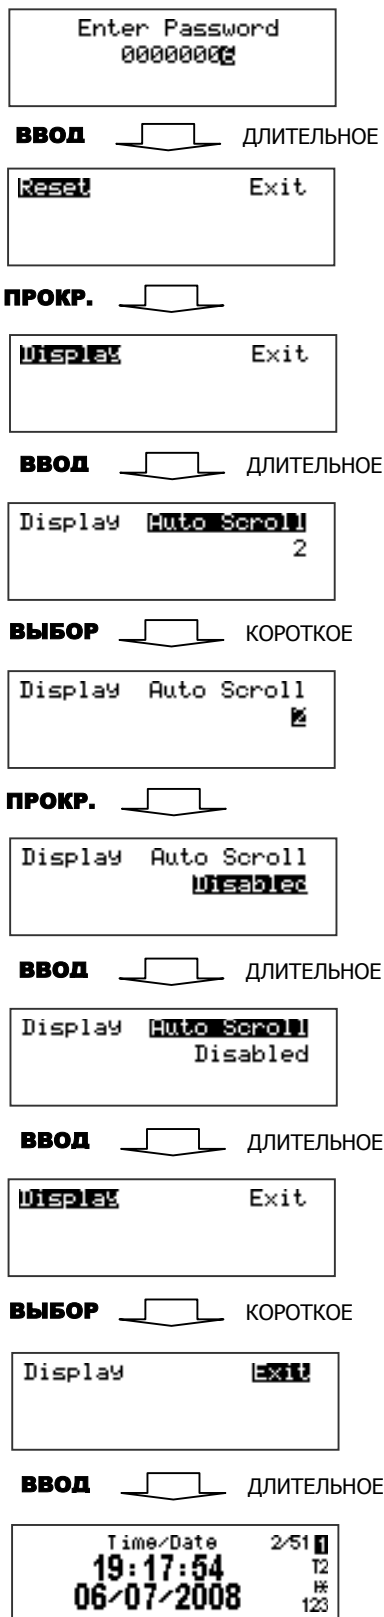 Enter Password
00000000
ВВОД ДЛИТЕЛЬНОЕ
Reset Exit
ПРОКР.
Display Exit
ВВОД ДЛИТЕЛЬНОЕ
Display Auto Scroll
2
ВЫБОР КОРОТКОЕ
Display Auto Scroll
2
ПРОКР.
Display Auto Scroll
Disabled
ВВОД ДЛИТЕЛЬНОЕ
Display Auto Scroll
Disabled
ВВОД ДЛИТЕЛЬНОЕ
Display Exit
ВЫБОР КОРОТКОЕ
Display Exit
ВВОД ДЛИТЕЛЬНОЕ
Time/Date 2/51 1
19:17:54 T2
06/07/2008
123